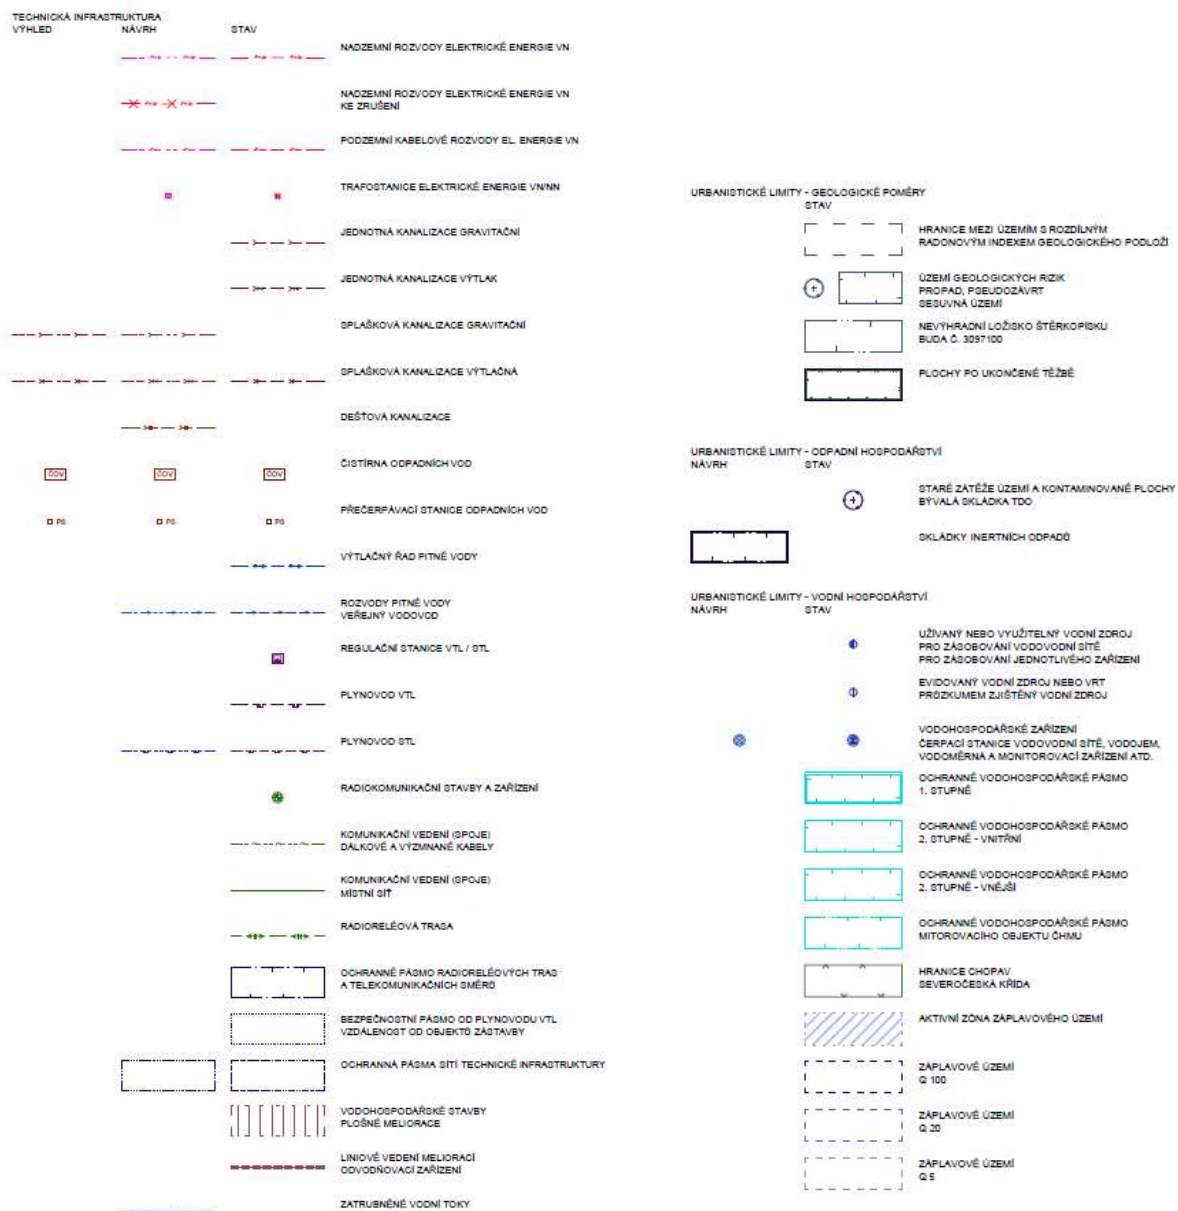 TECHNICKÁ INFRASTRUKTURA
VÝHLED NÁVRH STAV
NADZEMNÍ ROZVODY ELEKTRICKÉ ENERGIE VN
NADZEMNÍ ROZVODY ELEKTRICKÉ ENERGIE VN
KE ZRUŠENÍ
PODZEMNÍ KABELOVÉ ROZVODY EL. ENERGIE VN
TRAFOSTANICE ELEKTRICKÉ ENERGIE VN/NN
JEDNOTNÁ KANALIZACE GRAVITAČNÍ
JEDNOTNÁ KANALIZACE VÝTLAK
SPLAŠKOVÁ KANALIZACE GRAVITAČNÍ
SPLAŠKOVÁ KANALIZACE VÝTLAČNÁ
DEŠŤOVÁ KANALIZACE
ČOV ČOV ČOV ČISTÍRNA ODPADNÍCH VOD
PS PS PS PŘEČERPÁVACÍ STANICE ODPADNÍCH VOD
VÝTLAČNÝ ŘAD PITNÉ VODY
ROZVODY PITNÉ VODY
VEŘEJNÝ VODOVOD
REGULAČNÍ STANICE VTL / STL
PLYNOVOD VTL
PLYNOVOD STL
RADIOKOMUNIKAČNÍ STAVBY A ZAŘÍZENÍ
KOMUNIKAČNÍ VEDENÍ (SPOJE)
DÁLKOVÉ A VÝZMNANÉ KABELY
KOMUNIKAČNÍ VEDENÍ (SPOJE)
MÍSTNÍ SÍŤ
RADIORELÉOVÁ TRASA
OCHRANNÉ PÁSMO RADIORELÉOVÝCH TRAS
A TELEKOMUNIKAČNÍCH SMĚRŮ
BEZPEČNOSTNÍ PÁSMO OD PLYNOVODU VTL
VZDÁLENOST OD OBJEKTŮ ZÁSTAVBY
OCHRANNÁ PÁSMA SÍTÍ TECHNICKÉ INFRASTRUKTURY
VODOHOSPODÁŘSKÉ STAVBY
PLOŠNÉ MELIORACE
LINIOVÉ VEDENÍ MELIORACÍ
ODVODŇOVACÍ ZAŘÍZENÍ
ZATRUBNĚNÉ VODNÍ TOKY
URBANISTICKÉ LIMITY - GEOLOGICKÉ POMĚRY
STAV
HRANICE MEZI ÚZEMÍM S ROZDÍLNÝM
RADONOVÝM INDEXEM GEOLOGICKÉHO PODLOŽÍ
ÚZEMÍ GEOLOGICKÝCH RIZIK
PROPAD, PSEUDOZÁVRT
SESUVNÁ ÚZEMÍ
NEVÝHRADNÍ LOŽISKO ŠTĚRKOPÍSKU
BUDA Č. 3097100
PLOCHY PO UKONČENÉ TĚŽBĚ
URBANISTICKÉ LIMITY - ODPADNÍ HOSPODÁŘSTVÍ
NÁVRH STAV
STARÉ ZÁTĚŽE ÚZEMÍ A KONTAMINOVANÉ PLOCHY
BÝVALÁ SKLÁDKA TDO
SKLÁDKY INERTNÍCH ODPADŮ
URBANISTICKÉ LIMITY - VODNÍ HOSPODÁŘSTVÍ
NÁVRH STAV
UŽÍVANÝ NEBO VYUŽITELNÝ VODNÍ ZDROJ
PRO ZÁSOBOVÁNÍ VODOVODNÍ SÍTĚ
PRO ZÁSOBOVÁNÍ JEDNOTLIVÉHO ZAŘÍZENÍ
EVIDOVANÝ VODNÍ ZDROJ NEBO VRT
PRŮZKUMEM ZJIŠTĚNÝ VODNÍ ZDROJ
VODOHOSPODÁŘSKÉ ZAŘÍZENÍ
ČERPACÍ STANICE VODOVODNÍ SÍTĚ, VODOJEM,
VODOMĚRNÁ A MONITOROVACÍ ZAŘÍZENÍ ATD.
OCHRANNÉ VODOHOSPODÁŘSKÉ PÁSMO
1. STUPNĚ
OCHRANNÉ VODOHOSPODÁŘSKÉ PÁSMO
2. STUPNĚ - VNITŘNÍ
OCHRANNÉ VODOHOSPODÁŘSKÉ PÁSMO
2. STUPNĚ - VNĚJŠÍ
OCHRANNÉ VODOHOSPODÁŘSKÉ PÁSMO
MITOROVACÍHO OBJEKTU ČHMU
HRANICE CHOPAV
SEVEROČESKÁ KŘÍDA
AKTIVNÍ ZÓNA ZÁPLAVOVÉHO ÚZEMÍ
ZÁPLAVOVÉ ÚZEMÍ
Q 100
ZÁPLAVOVÉ ÚZEMÍ
Q 20
ZÁPLAVOVÉ ÚZEMÍ
Q 5